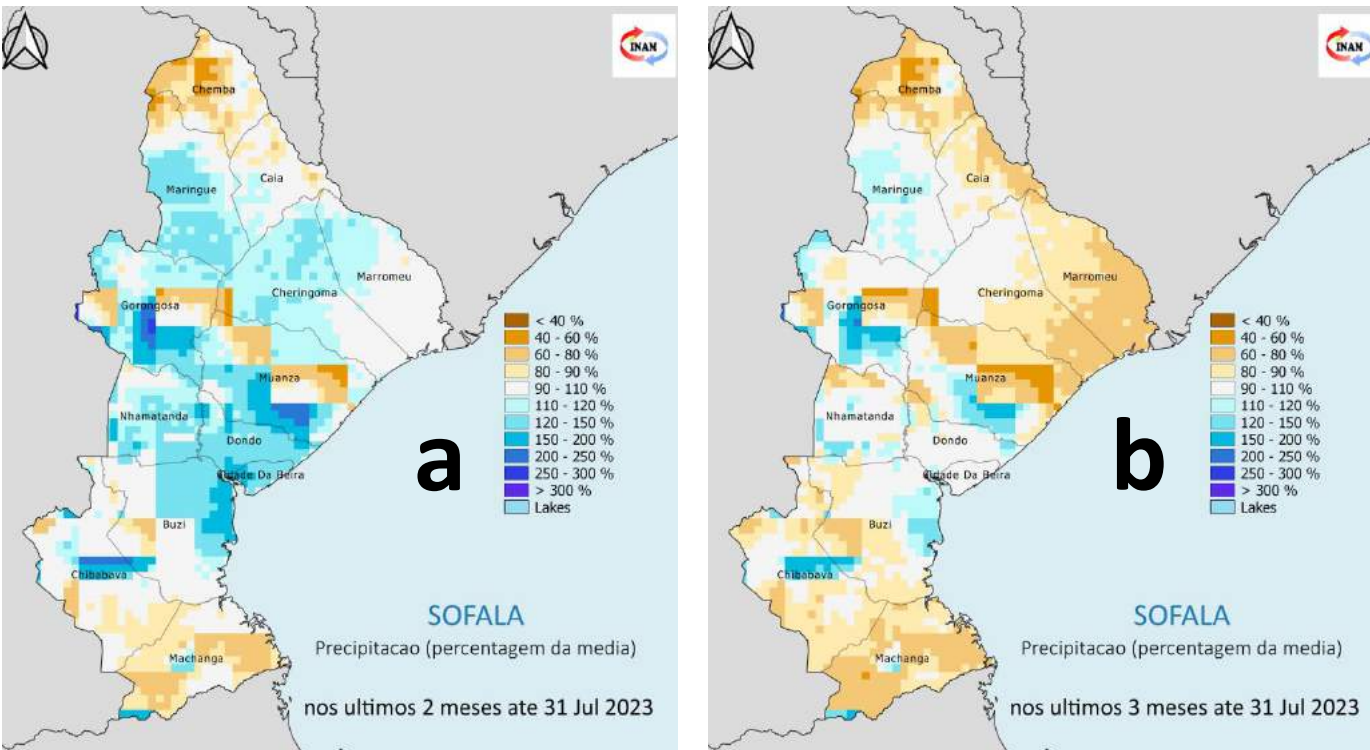 INAM
Chemba
Caia
Maringue
Marromeu
Cheringoma
Gorongosa
Muanza
Nhamatanda
Dondo
Cidade Da Beira
Buzi
Chibabava
Machanga
< 40 %
40 - 60 %
60 - 80 %
80 - 90 %
90 - 110 %
110 - 120 %
120 - 150 %
150 - 200 %
200 - 250 %
250 - 300 %
> 300 %
Lakes
a
SOFALA
Precipitacao (percentagem da media)
nos ultimos 2 meses ate 31 Jul 2023
INAM
Chemba
Caia
Maringue
Marromeu
Cheringoma
Gorongosa
Muanza
Nhamatanda
Dondo
Cidade Da Beira
Buzi
Chibabava
Machanga
< 40 %
40 - 60 %
60 - 80 %
80 - 90 %
90 - 110 %
110 - 120 %
120 - 150 %
150 - 200 %
200 - 250 %
250 - 300 %
> 300 %
Lakes
b
SOFALA
Precipitacao (percentagem da media)
nos ultimos 3 meses ate 31 Jul 2023